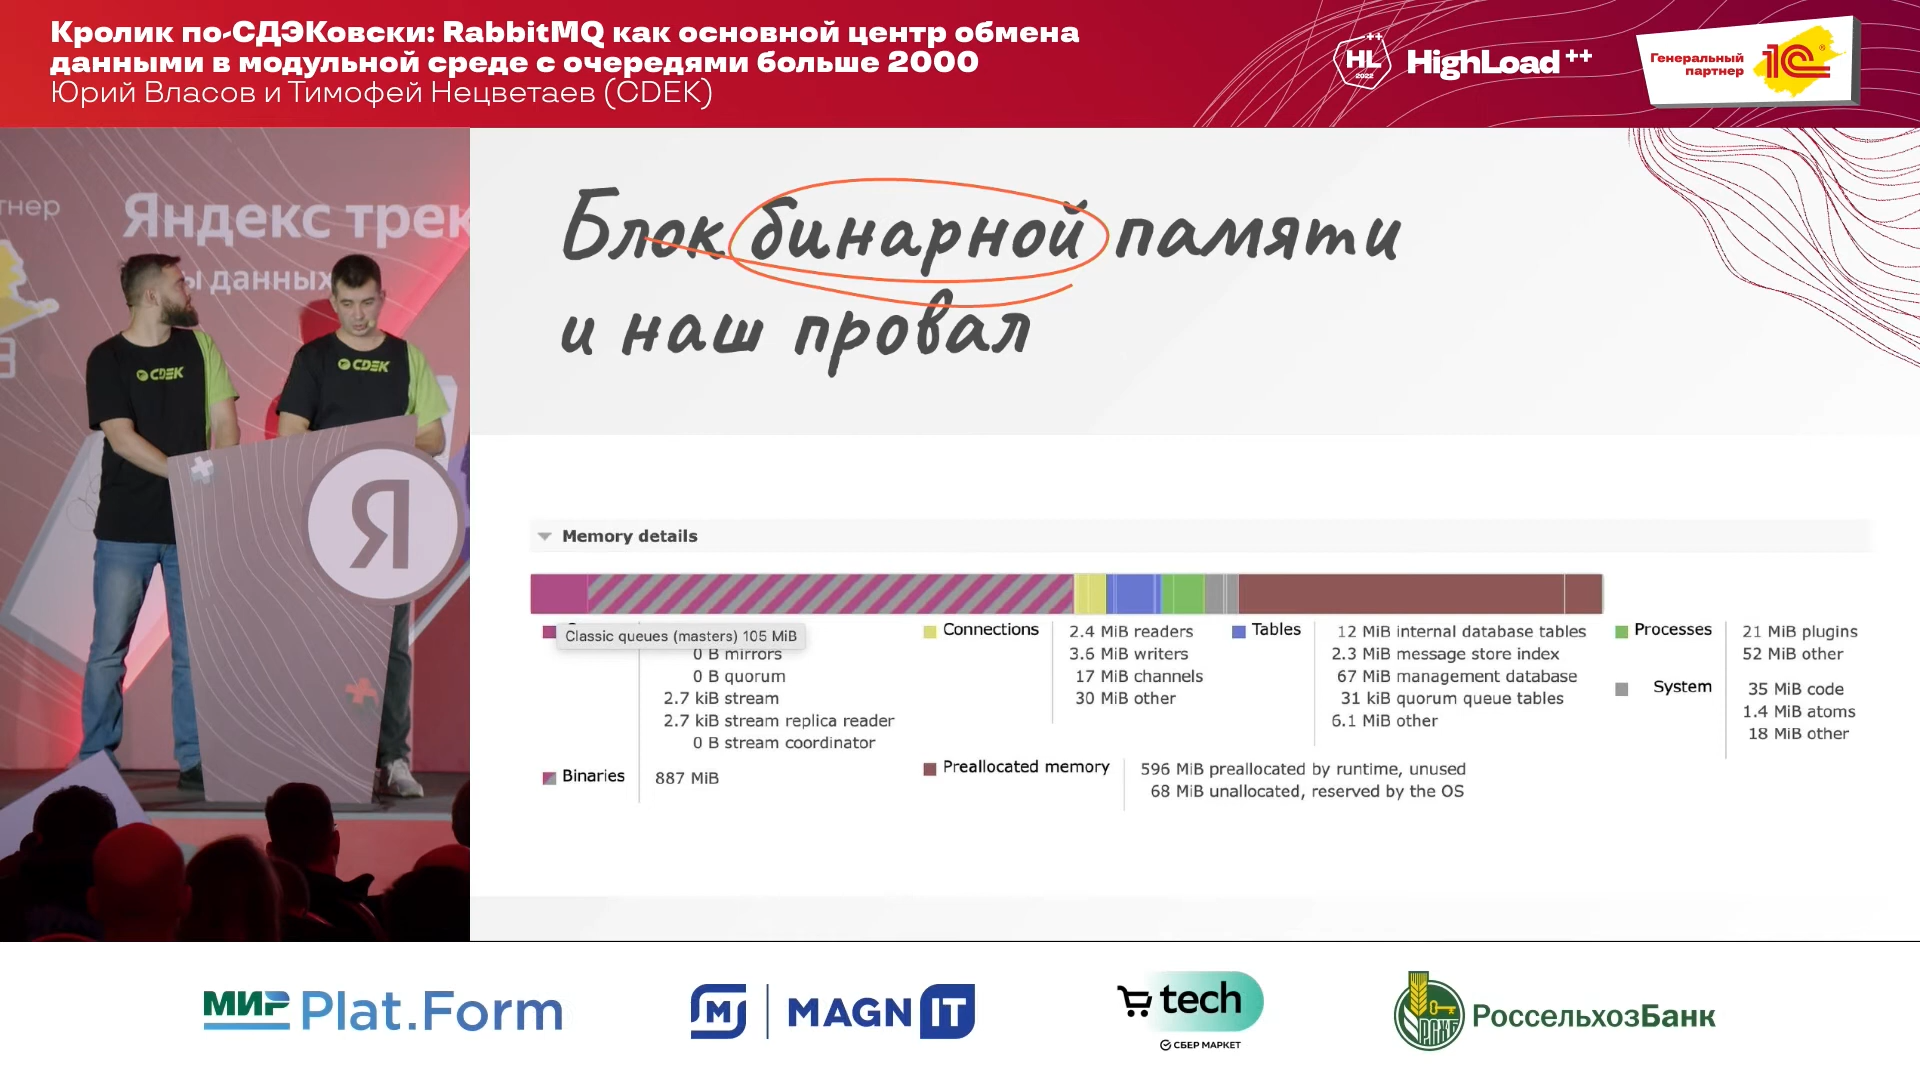 Кролик по-СДЭКовски: RabbitMQ как основной центр обмена
данными в модульной среде с очередями больше 2000
Юрий Власов и Тимофей Нецветаев (CDEK)
HL++
2022
HighLoad++
Генеральный
партнер
1С
тнер
Яндекс трек
ы данных
CDEK
CDEK
Я
Блок бинарной памяти
и наш провал
Memory details
Classic queues (masters) 105 MiB
0 B mirrors
0 B quorum
2.7 kiB stream
2.7 kiB stream replica reader
0 B stream coordinator
Binaries
887 MiB
Connections
2.4 MiB readers
3.6 MiB writers
17 MiB channels
30 MiB other
Tables
12 MiB internal database tables
2.3 MiB message store index
67 MiB management database
31 kiB quorum queue tables
6.1 MiB other
Processes
21 MiB plugins
52 MiB other
System
35 MiB code
1.4 MiB atoms
18 MiB other
Preallocated memory
596 MiB preallocated by runtime, unused
68 MiB unallocated, reserved by the OS
МИР Plat.Form
M MAGNIT
tech
СБЕР МАРКЕТ
РСХБ
РоссельхозБанк